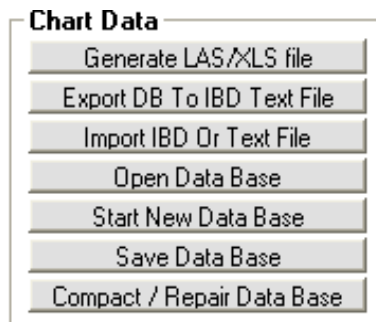 Chart Data
Generate LAS/XLS file
Export DB To IBD Text File
Import IBD Or Text File
Open Data Base
Start New Data Base
Save Data Base
Compact / Repair Data Base